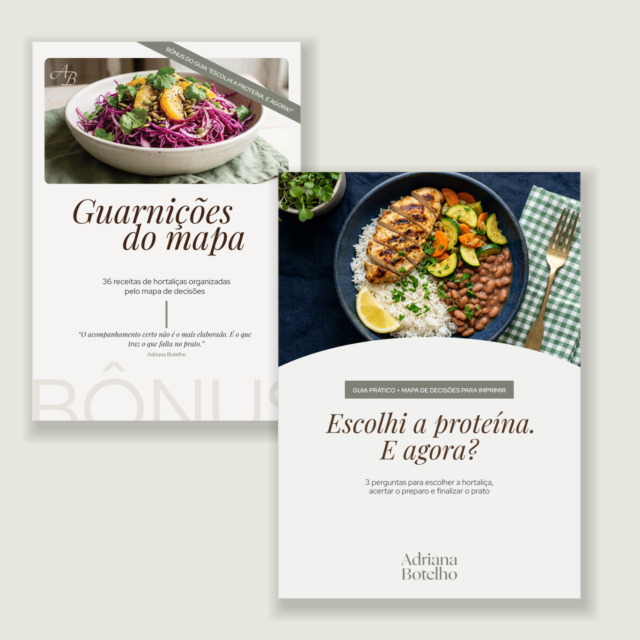 AB
BÔNUS DO GUIA "ESCOLHI A PROTEÍNA. E AGORA?"
Guarnições
do mapa
36 receitas de hortaliças organizadas
pelo mapa de decisões
"O acompanhamento certo não é o mais elaborado. É o que
traz o que falta no prato."
Adriana Botelho
BÔNUS
GUIA PRÁTICO + MAPA DE DECISÕES PARA IMPRIMIR
Escolhi a proteína.
E agora?
3 perguntas para escolher a hortaliça,
acertar o preparo e finalizar o prato
Adriana
Botelho